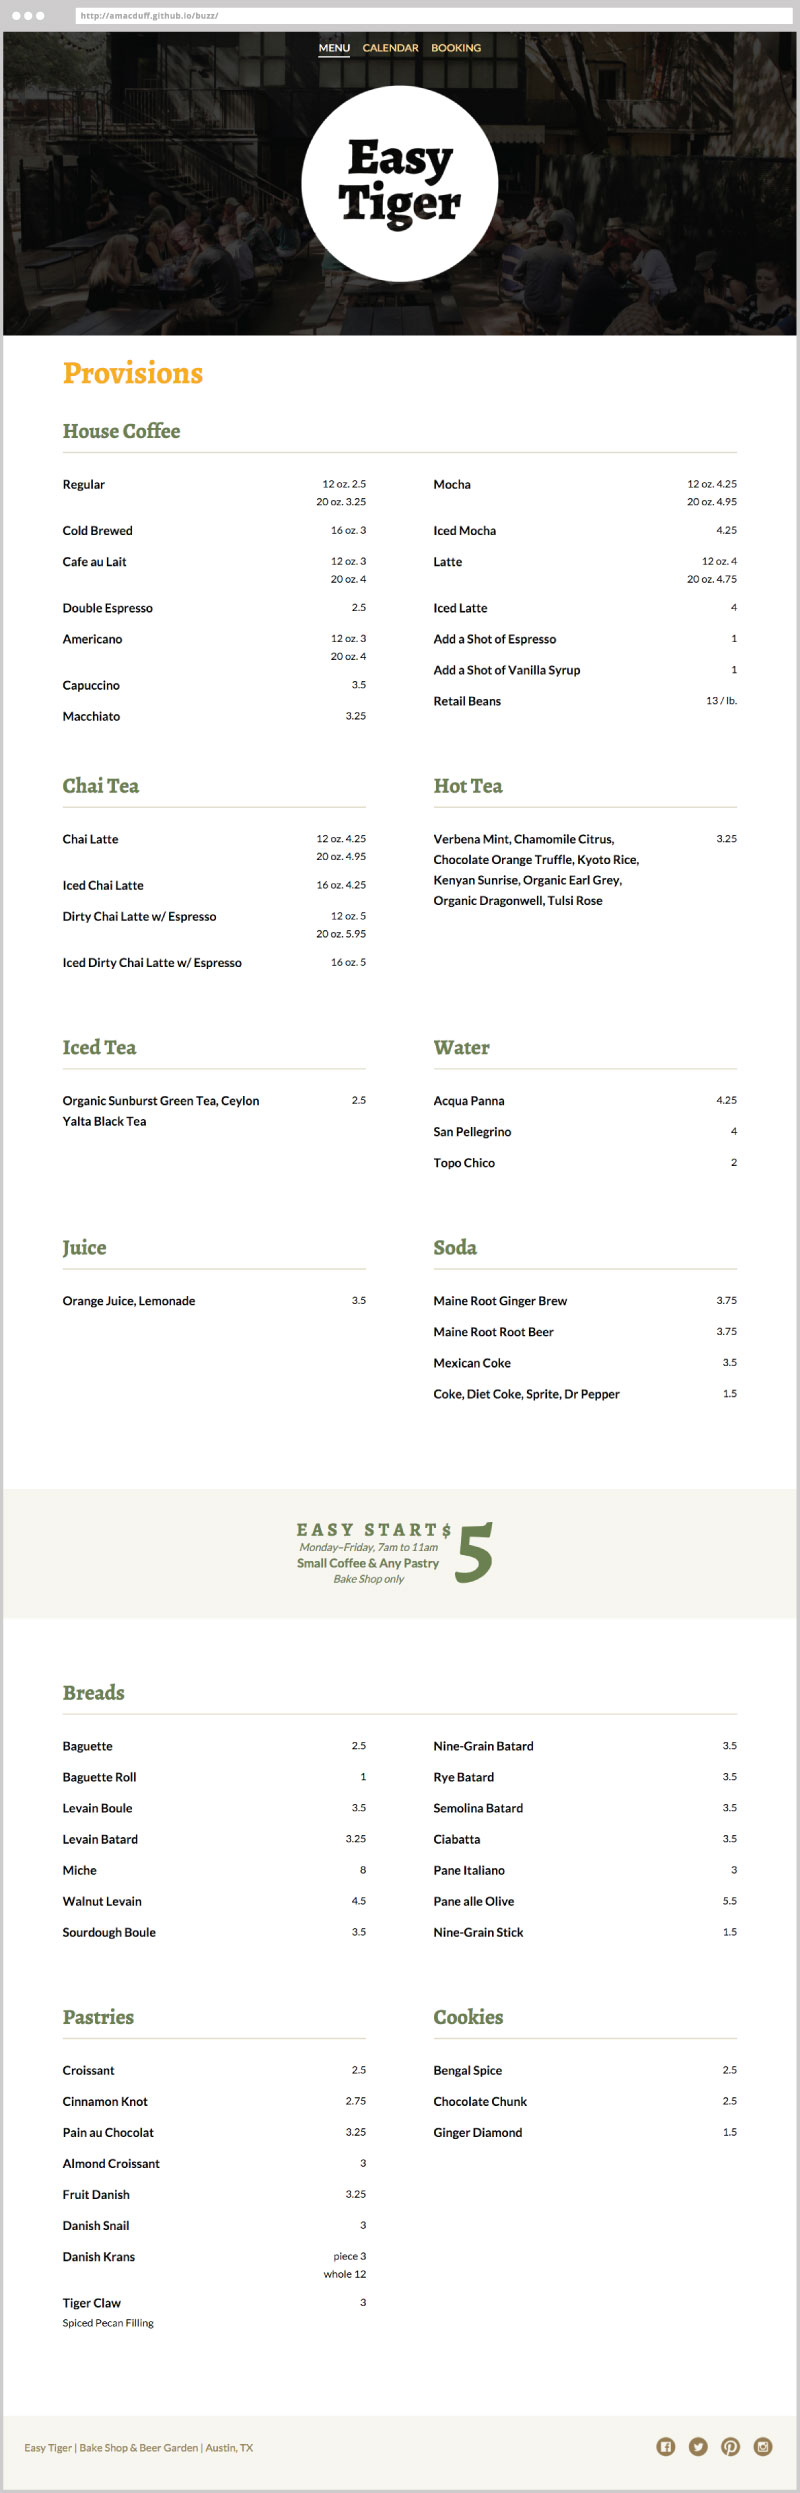 http://amacduff.github.io/buzz/
MENU CALENDAR BOOKING
Easy
Tiger
Provisions
House Coffee
Regular 12 oz. 2.5
20 oz. 3.25
Cold Brewed 16 oz. 3
Cafe au Lait 12 oz. 3
20 oz. 4
Double Espresso 2.5
Americano 12 oz. 3
20 oz. 4
Capuccino 3.5
Macchiato 3.25
Mocha 12 oz. 4.25
20 oz. 4.95
Iced Mocha 4.25
Latte 12 oz. 4
20 oz. 4.75
Iced Latte 4
Add a Shot of Espresso 1
Add a Shot of Vanilla Syrup 1
Retail Beans 13 / lb.
Chai Tea
Chai Latte 12 oz. 4.25
20 oz. 4.95
Iced Chai Latte 16 oz. 4.25
Dirty Chai Latte w/ Espresso 12 oz. 5
20 oz. 5.95
Iced Dirty Chai Latte w/ Espresso 16 oz. 5
Hot Tea
Verbena Mint, Chamomile Citrus, 3.25
Chocolate Orange Truffle, Kyoto Rice,
Kenyan Sunrise, Organic Earl Grey,
Organic Dragonwell, Tulsi Rose
Iced Tea
Organic Sunburst Green Tea, Ceylon 2.5
Yalta Black Tea
Water
Acqua Panna 4.25
San Pellegrino 4
Topo Chico 2
Juice
Orange Juice, Lemonade 3.5
Soda
Maine Root Ginger Brew 3.75
Maine Root Root Beer 3.75
Mexican Coke 3.5
Coke, Diet Coke, Sprite, Dr Pepper 1.5
EASY START $5
Monday–Friday, 7am to 11am
Small Coffee & Any Pastry
Bake Shop only
Breads
Baguette 2.5
Baguette Roll 1
Levain Boule 3.5
Levain Batard 3.25
Miche 8
Walnut Levain 4.5
Sourdough Boule 3.5
Nine-Grain Batard 3.5
Rye Batard 3.5
Semolina Batard 3.5
Ciabatta 3.5
Pane Italiano 3
Pane alle Olive 5.5
Nine-Grain Stick 1.5
Pastries
Croissant 2.5
Cinnamon Knot 2.75
Pain au Chocolat 3.25
Almond Croissant 3
Fruit Danish 3.25
Danish Snail 3
Danish Krans piece 3
whole 12
Tiger Claw 3
Spiced Pecan Filling
Cookies
Bengal Spice 2.5
Chocolate Chunk 2.5
Ginger Diamond 1.5
Easy Tiger | Bake Shop & Beer Garden | Austin, TX